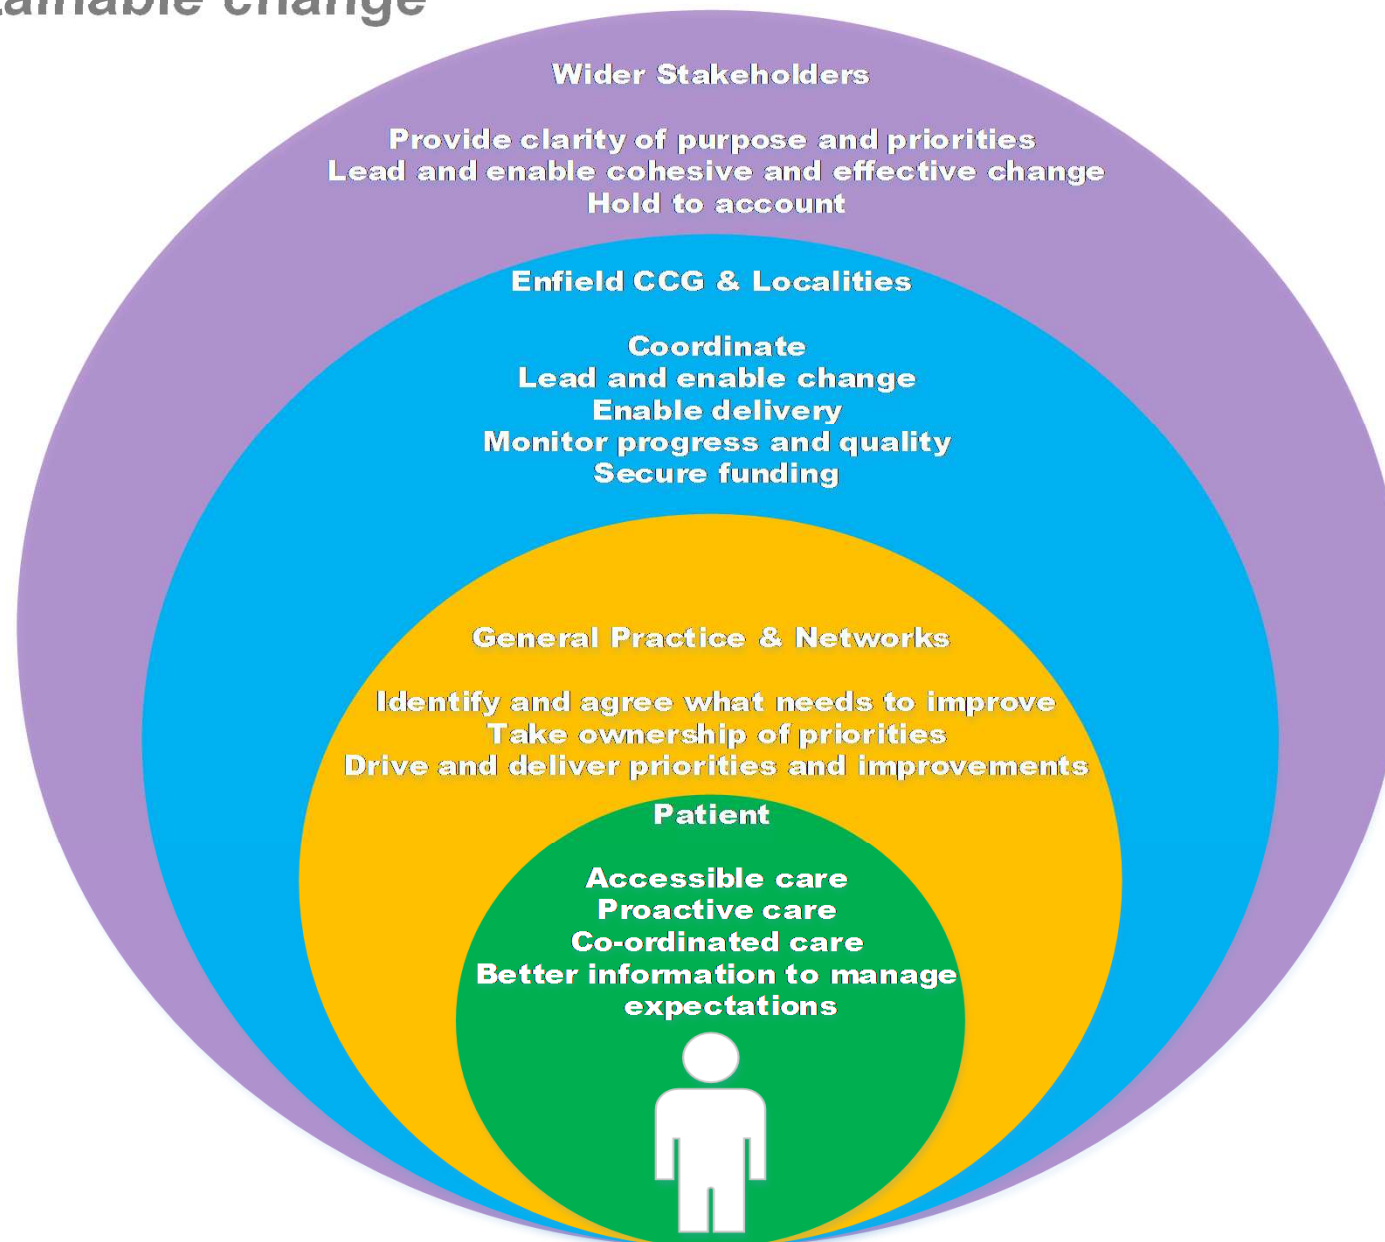 change
Wider Stakeholders
Provide clarity of purpose and priorities
Lead and enable cohesive and effective change
Hold to account
Enfield CCG & Localities
Coordinate
Lead and enable change
Enable delivery
Monitor progress and quality
Secure funding
General Practice & Networks
Identify and agree what needs to improve
Take ownership of priorities
Drive and deliver priorities and improvements
Patient
Accessible care
Proactive care
Co-ordinated care
Better information to manage
expectations